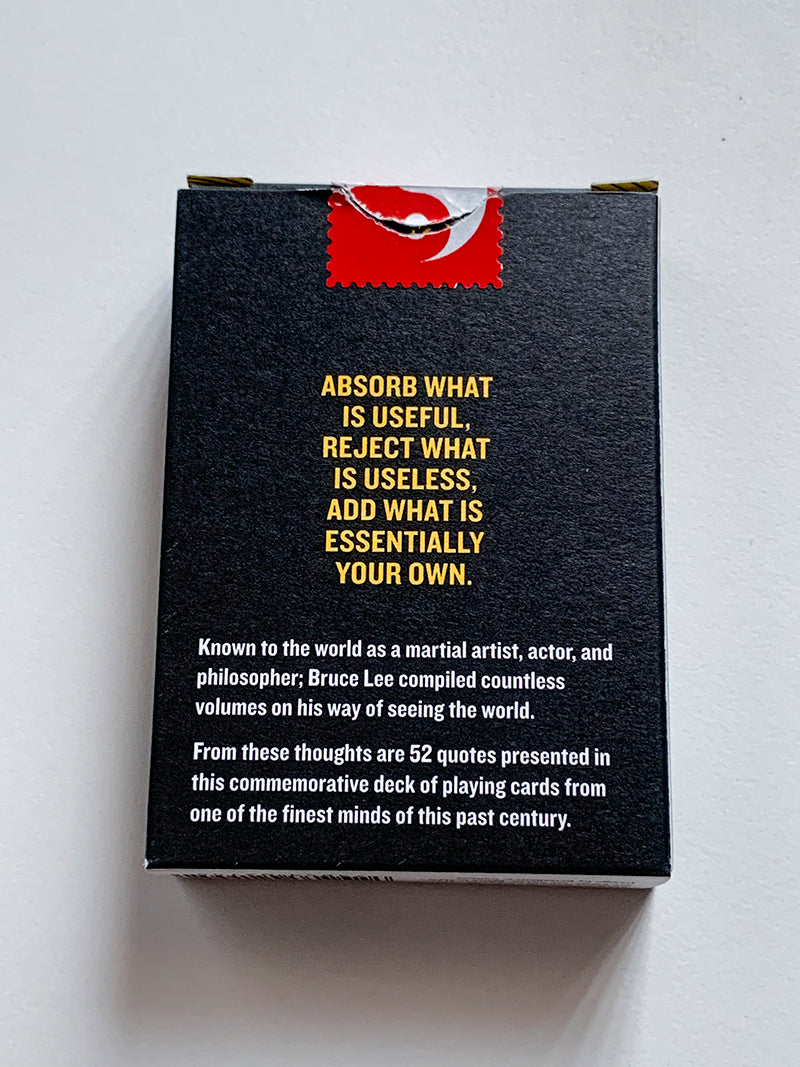 ABSORB WHAT
IS USEFUL,
REJECT WHAT
IS USELESS,
ADD WHAT IS
ESSENTIALLY
YOUR OWN.
Known to the world as a martial artist, actor, and
philosopher; Bruce Lee compiled countless
volumes on his way of seeing the world.
From these thoughts are 52 quotes presented in
this commemorative deck of playing cards from
one of the finest minds of this past century.